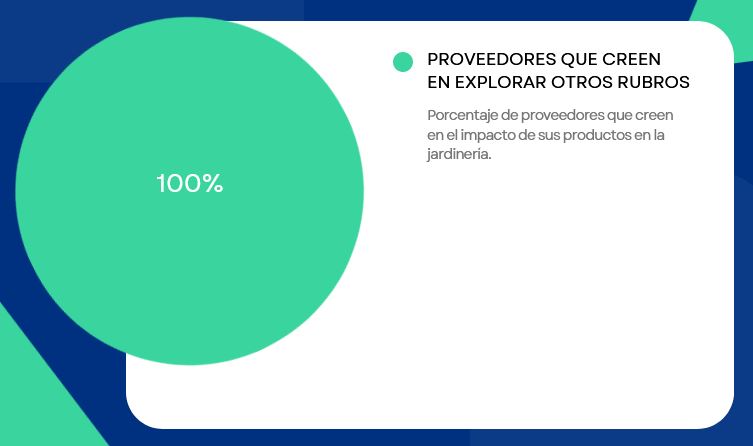 100%
PROVEEDORES QUE CREEN
EN EXPLORAR OTROS RUBROS
Porcentaje de proveedores que creen
en el impacto de sus productos en la
jardinería.